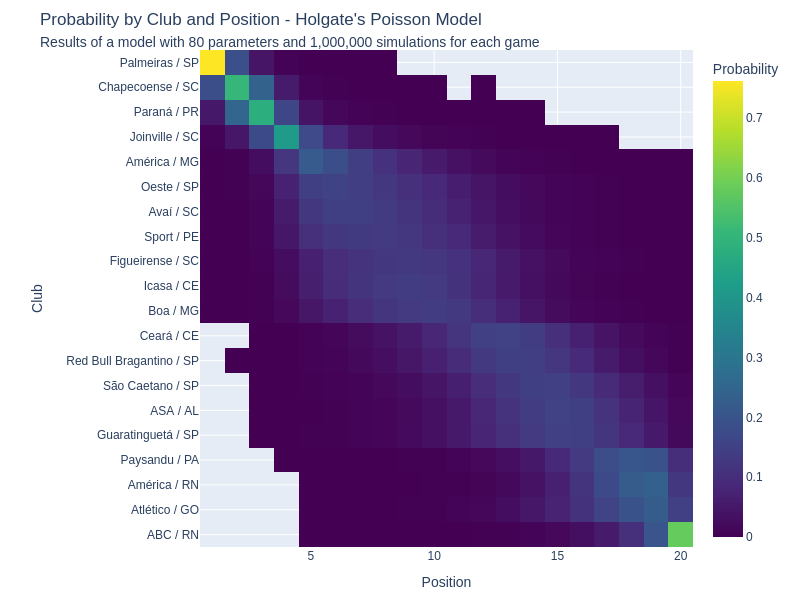 Probability by Club and Position - Holgate's Poisson Model
Results of a model with 80 parameters and 1,000,000 simulations for each game
Probability
Palmeiras / SP
Chapecoense / SC
Paraná / PR
Joinville / SC
América / MG
Oeste / SP
Avaí / SC
Sport / PE
Figueirense / SC
Icasa / CE
Boa / MG
Ceará / CE
Red Bull Bragantino / SP
São Caetano / SP
ASA / AL
Guaratinguetá / SP
Paysandu / PA
América / RN
Atlético / GO
ABC / RN
Club
5
10
15
20
Position
0.7
0.6
0.5
0.4
0.3
0.2
0.1
0